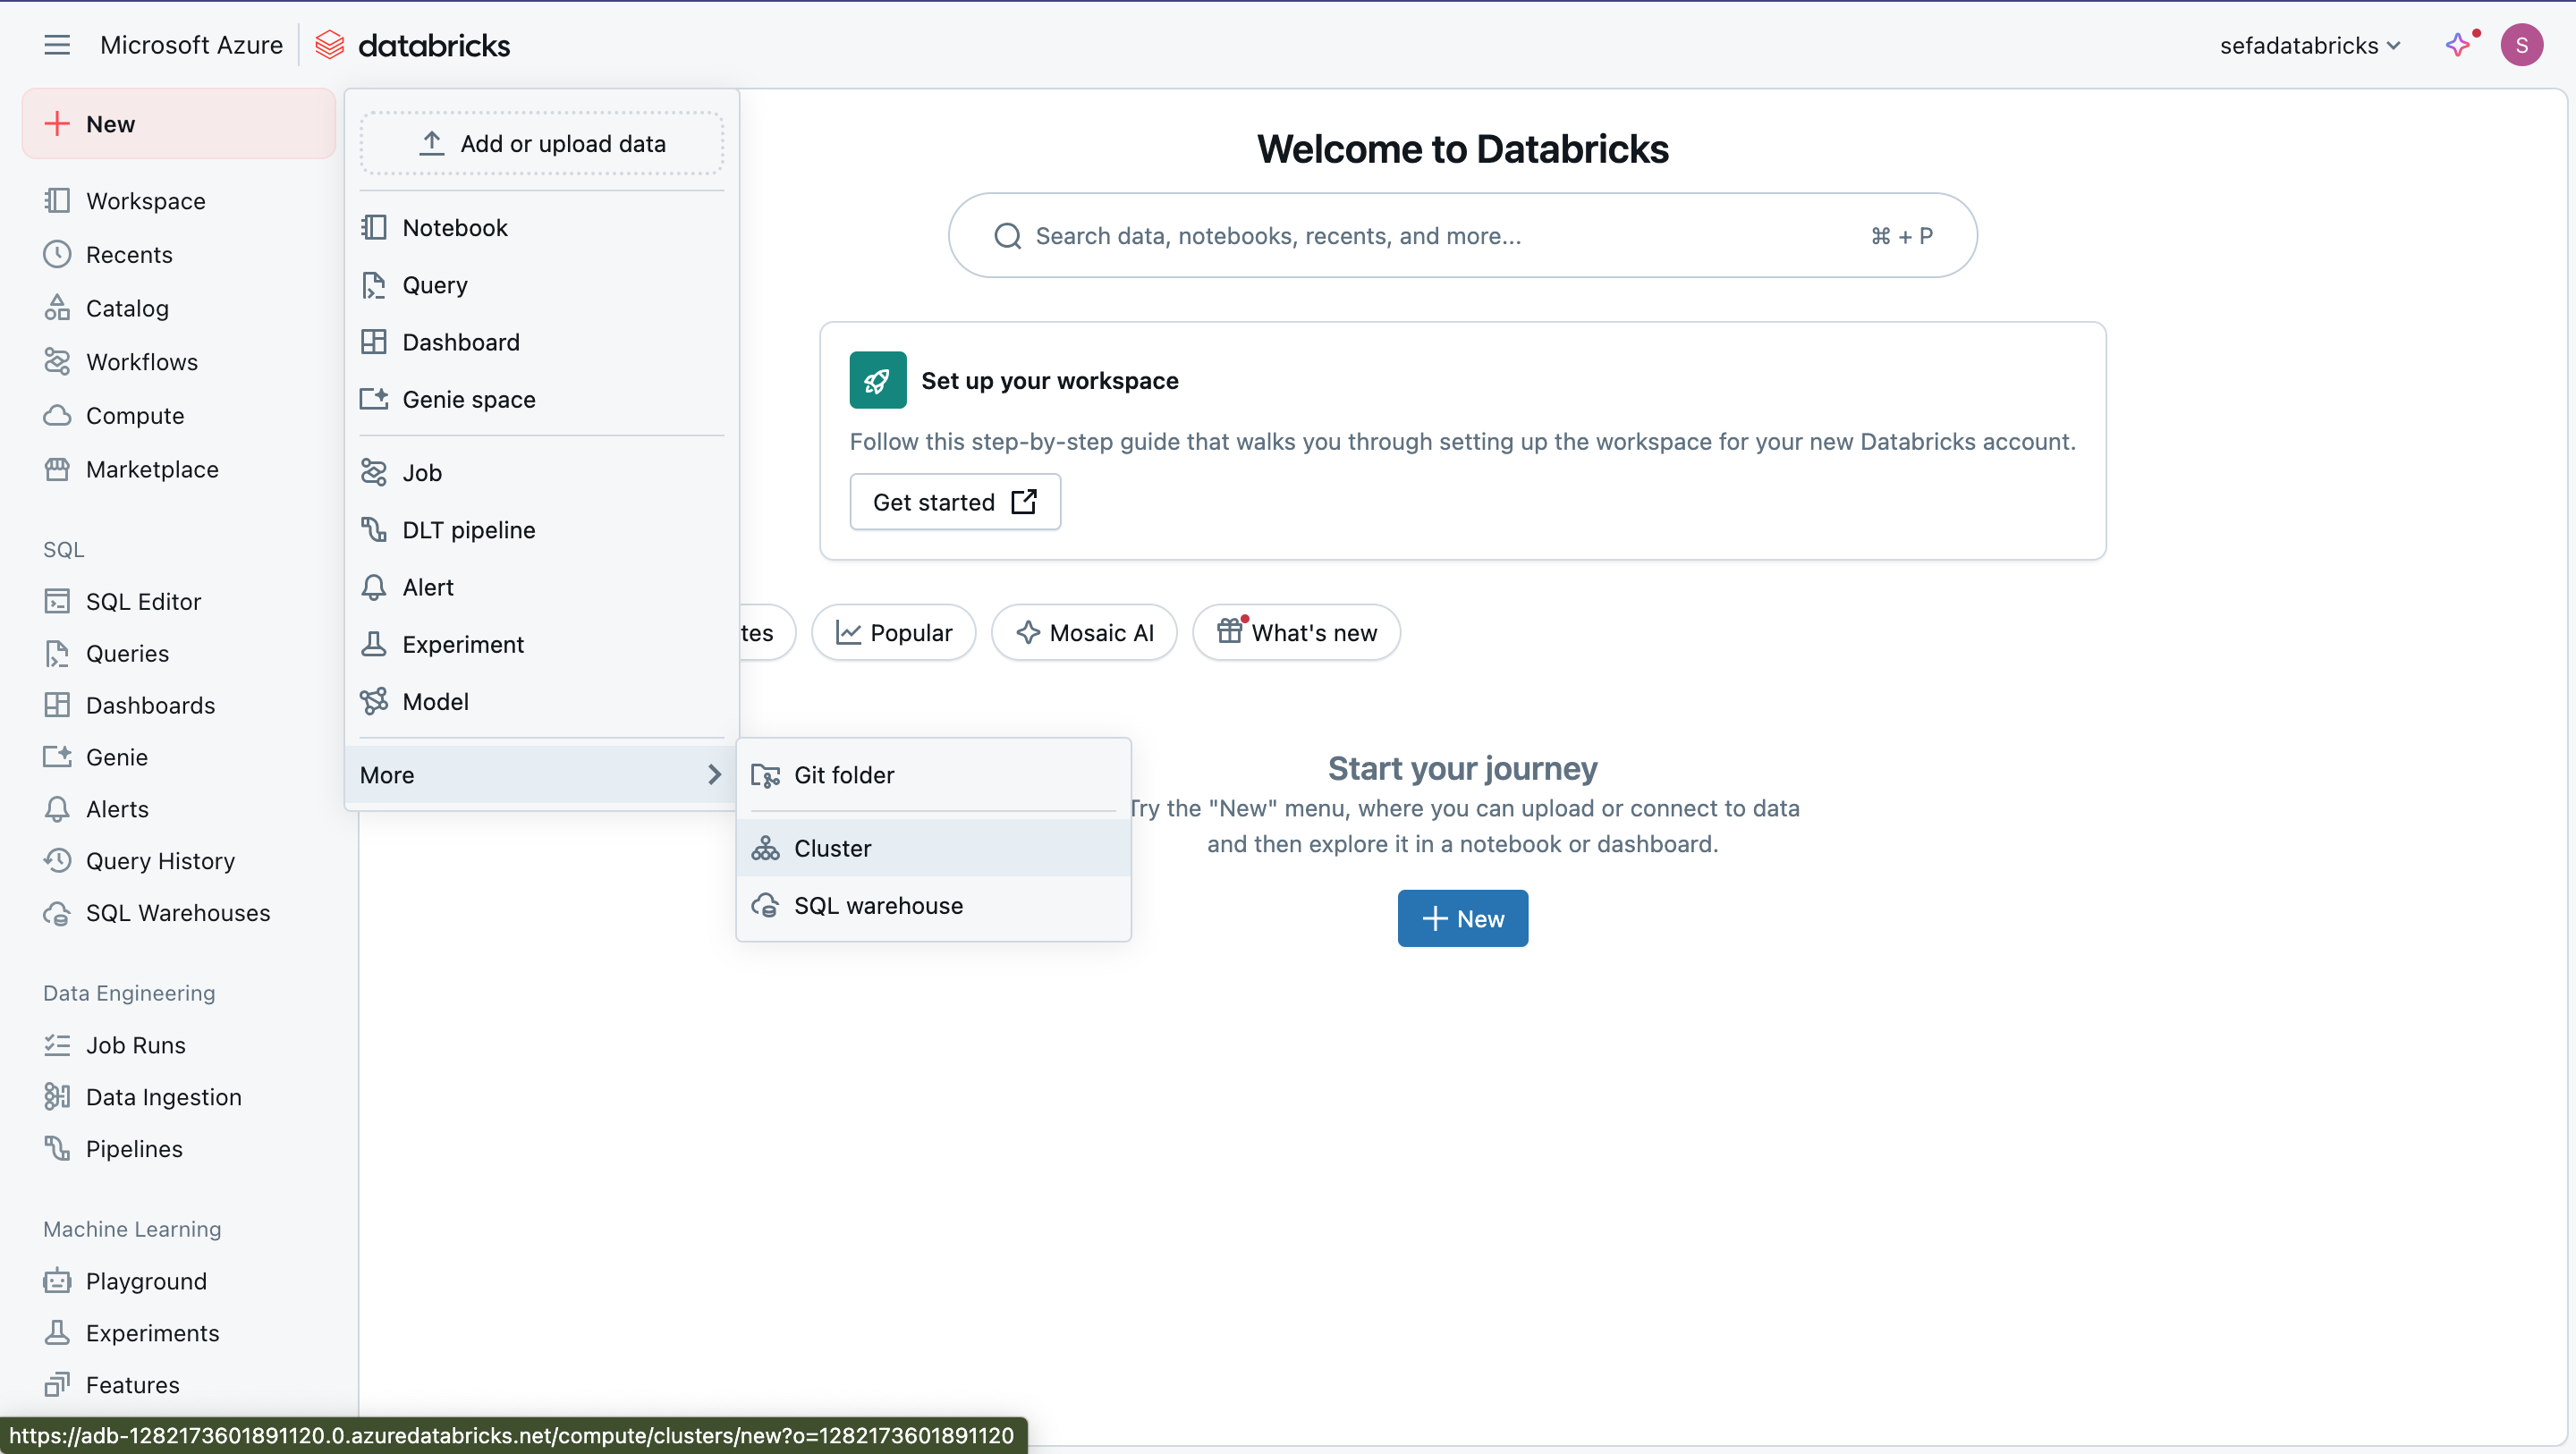 Microsoft Azure
databricks
sefadatabricks
S
New
Workspace
Recents
Catalog
Workflows
Compute
Marketplace
SQL
SQL Editor
Queries
Dashboards
Genie
Alerts
Query History
SQL Warehouses
Data Engineering
Job Runs
Data Ingestion
Pipelines
Machine Learning
Playground
Experiments
Features
Add or upload data
Notebook
Query
Dashboard
Genie space
Job
DLT pipeline
Alert
Experiment
Model
More
Git folder
Cluster
SQL warehouse
Welcome to Databricks
Search data, notebooks, recents, and more... ⌘ + P
Set up your workspace
Follow this step-by-step guide that walks you through setting up the workspace for your new Databricks account.
Get started
tes
Popular
Mosaic AI
What's new
Start your journey
Try the "New" menu, where you can upload or connect to data
and then explore it in a notebook or dashboard.
New
https://adb-1282173601891120.0.azuredatabricks.net/compute/clusters/new?o=1282173601891120